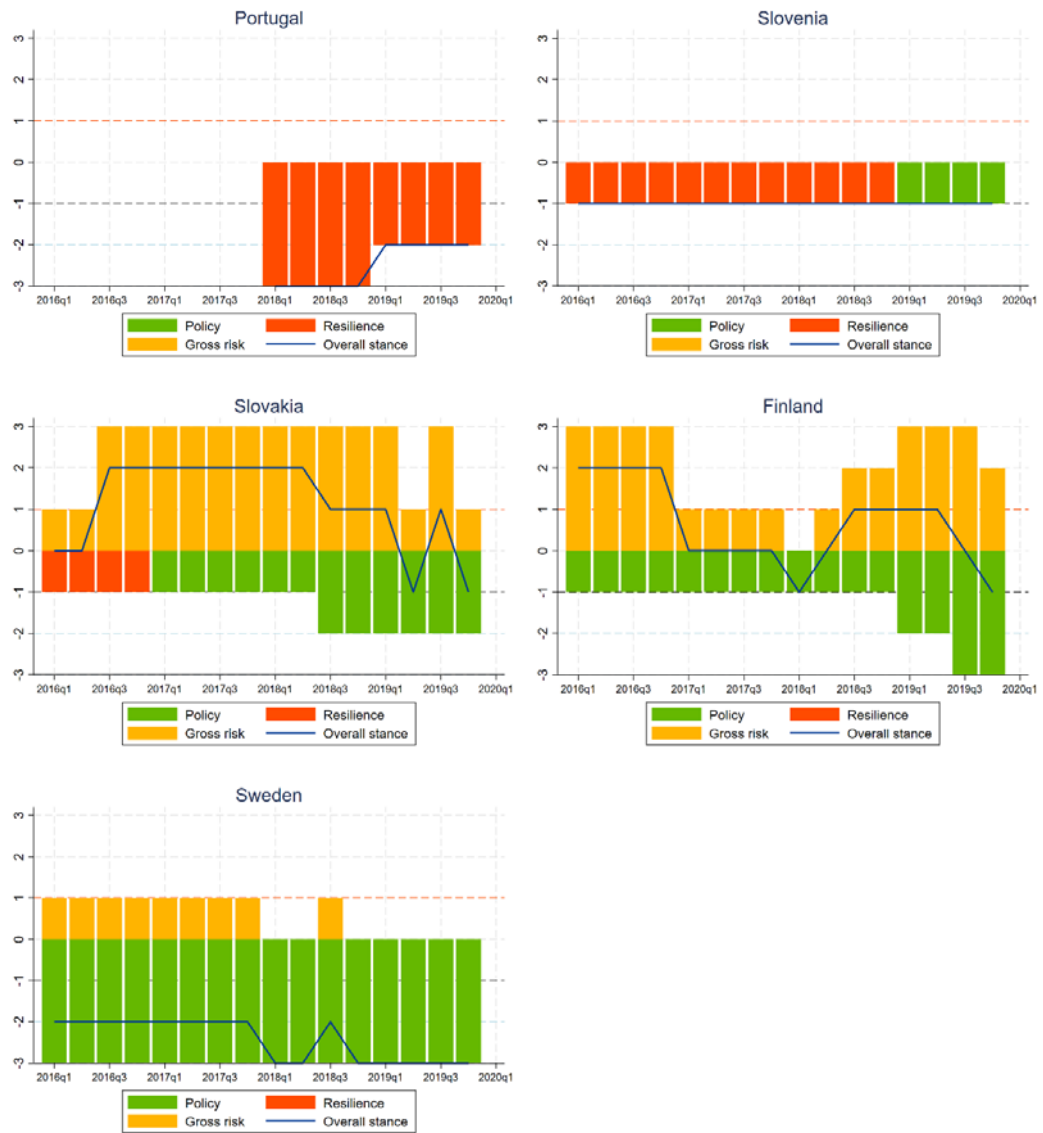 Portugal
3
2
1
0
-1
-2
-3
2016q1 2016q3 2017q1 2017q3 2018q1 2018q3 2019q1 2019q3 2020q1
Policy Resilience
Gross risk Overall stance
Slovenia
3
2
1
0
-1
-2
-3
2016q1 2016q3 2017q1 2017q3 2018q1 2018q3 2019q1 2019q3 2020q1
Policy Resilience
Gross risk Overall stance
Slovakia
3
2
1
0
-1
-2
-3
2016q1 2016q3 2017q1 2017q3 2018q1 2018q3 2019q1 2019q3 2020q1
Policy Resilience
Gross risk Overall stance
Finland
3
2
1
0
-1
-2
-3
2016q1 2016q3 2017q1 2017q3 2018q1 2018q3 2019q1 2019q3 2020q1
Policy Resilience
Gross risk Overall stance
Sweden
3
2
1
0
-1
-2
-3
2016q1 2016q3 2017q1 2017q3 2018q1 2018q3 2019q1 2019q3 2020q1
Policy Resilience
Gross risk Overall stance